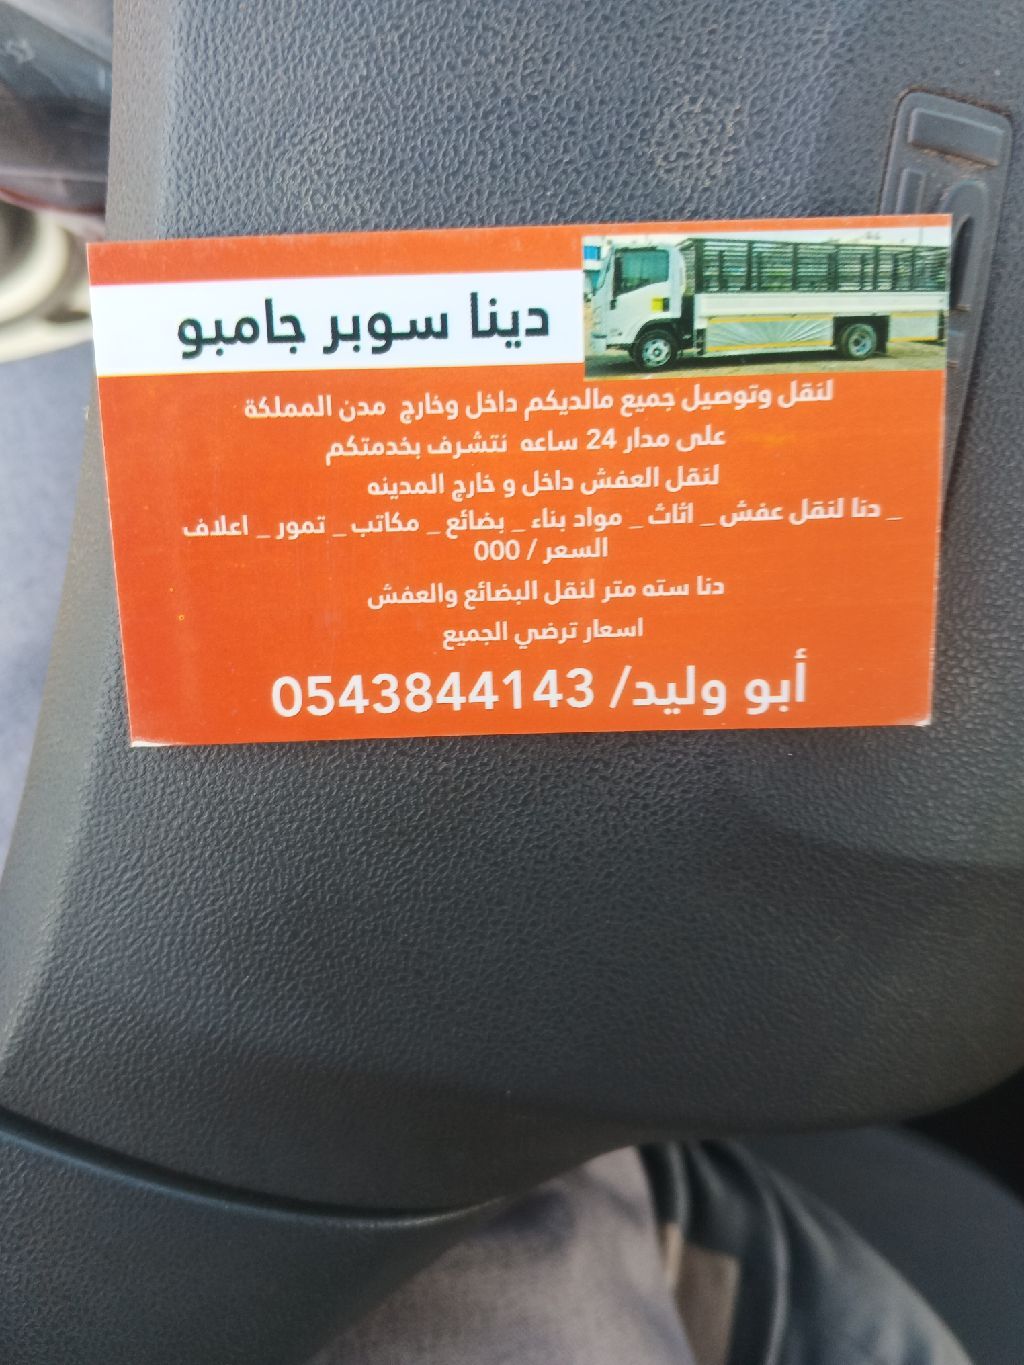 دينا سوبر جامبو
لنقل وتوصيل جميع مالديكم داخل وخارج مدن المملكة
على مدار 24 ساعه نتشرف بخدمتكم
لنقل العفش داخل و خارج المدينه
_ دنا لنقل عفش _ اثاث _ مواد بناء _ بضائع _ مكاتب _ تمور _ اعلاف
السعر / 000
دنا سته متر لنقل البضائع والعفش
اسعار ترضي الجميع
أبو وليد/ 0543844143